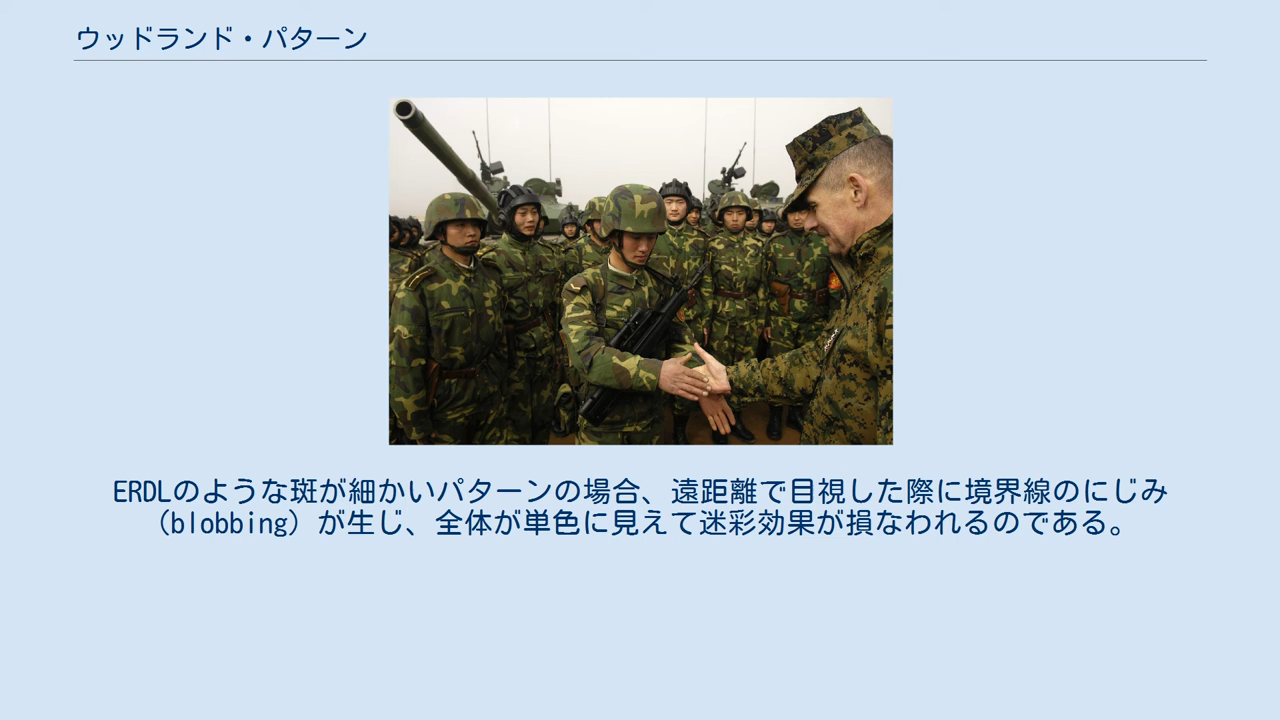 ウッドランド・パターン
ERDLのような斑が細かいパターンの場合、遠距離で目視した際に境界線のにじみ
（blobbing）が生じ、全体が単色に見えて迷彩効果が損なわれるのである。